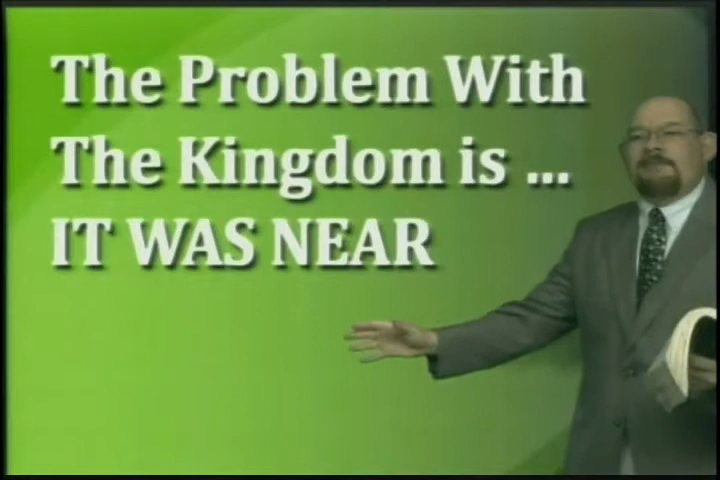 The Problem With
The Kingdom is ...
IT WAS NEAR